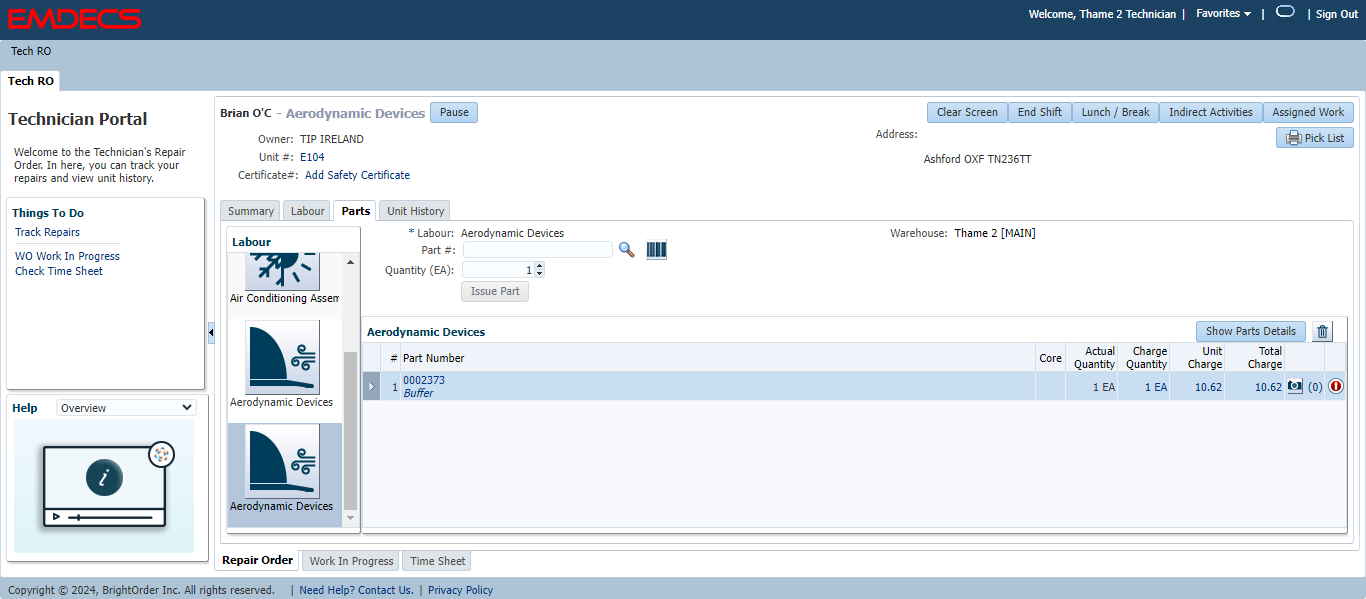 EMDECS
Welcome, Thame 2 Technician | Favorites | | Sign Out
Tech RO
Tech RO
Technician Portal
Welcome to the Technician's Repair
Order. In here, you can track your
repairs and view unit history.
Things To Do
Track Repairs
WO Work In Progress
Check Time Sheet
Help Overview
i
Brian O'C - Aerodynamic Devices Pause
Clear Screen End Shift Lunch / Break Indirect Activities Assigned Work
Pick List
Owner: TIP IRELAND
Unit #: E104
Certificate#: Add Safety Certificate
Address:
Ashford OXF TN236TT
Summary Labour Parts Unit History
Labour
Air Conditioning Assem
Aerodynamic Devices
Aerodynamic Devices
* Labour: Aerodynamic Devices
Part #:
Quantity (EA): 1
Issue Part
Warehouse: Thame 2 [MAIN]
Aerodynamic Devices Show Parts Details
# Part Number Core Actual Quantity Charge Quantity Unit Charge Total Charge
1 0002373 1 EA 1 EA 10.62 10.62 (0)
Buffer
Repair Order Work In Progress Time Sheet
Copyright © 2024, BrightOrder Inc. All rights reserved. | Need Help? Contact Us. | Privacy Policy